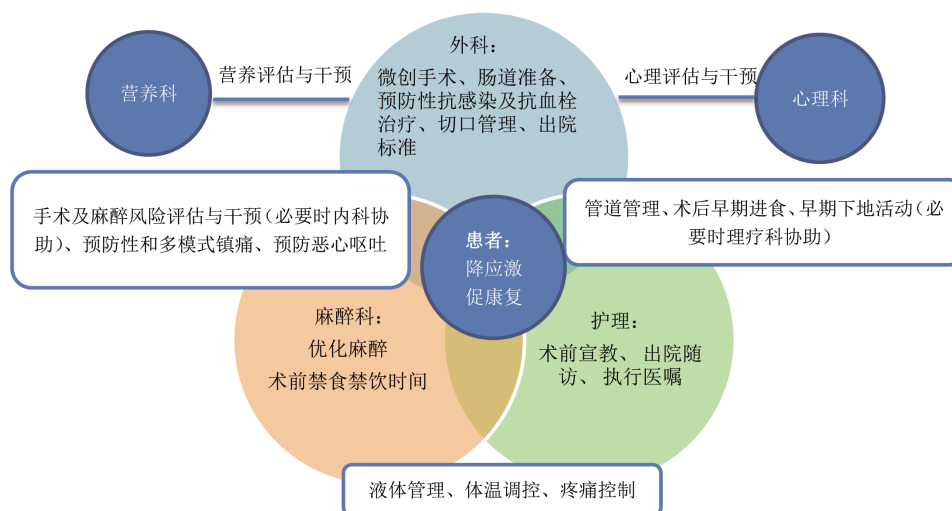 外科：
微创手术、肠道准备、
预防性抗感染及抗血栓
治疗、切口管理、出院
标准
营养科
营养评估与干预
心理评估与干预
心理科
手术及麻醉风险评估与干预（必要时内科协
助）、预防性和多模式镇痛、预防恶心呕吐
管道管理、术后早期进食、早期下地活动（必
要时理疗科协助）
患者：
降应激
促康复
麻醉科：
优化麻醉
术前禁食禁饮时间
护理：
术前宣教、出院随
访、执行医嘱
液体管理、体温调控、疼痛控制